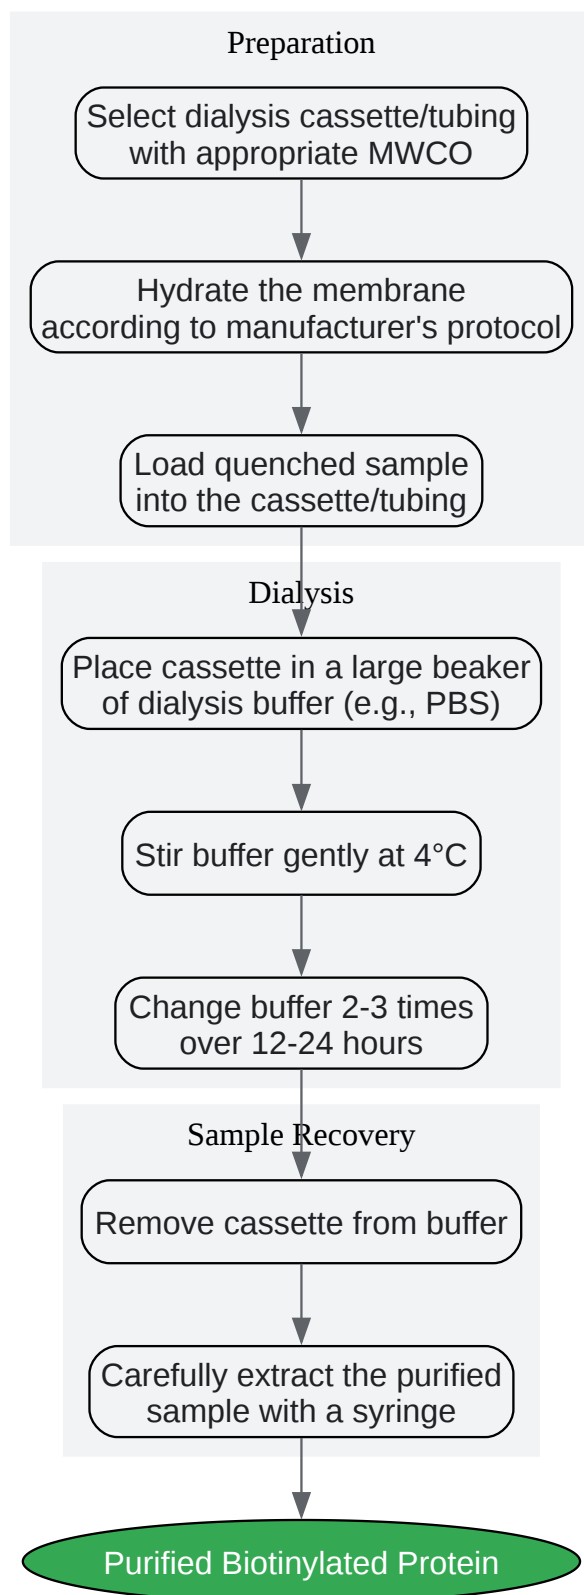 Preparation
Select dialysis cassette/tubing
with appropriate MWCO
Hydrate the membrane
according to manufacturer's protocol
Load quenched sample
into the cassette/tubing
Dialysis
Place cassette in a large beaker
of dialysis buffer (e.g., PBS)
Stir buffer gently at 4°C
Change buffer 2-3 times
over 12-24 hours
Sample Recovery
Remove cassette from buffer
Carefully extract the purified
sample with a syringe
Purified Biotinylated Protein